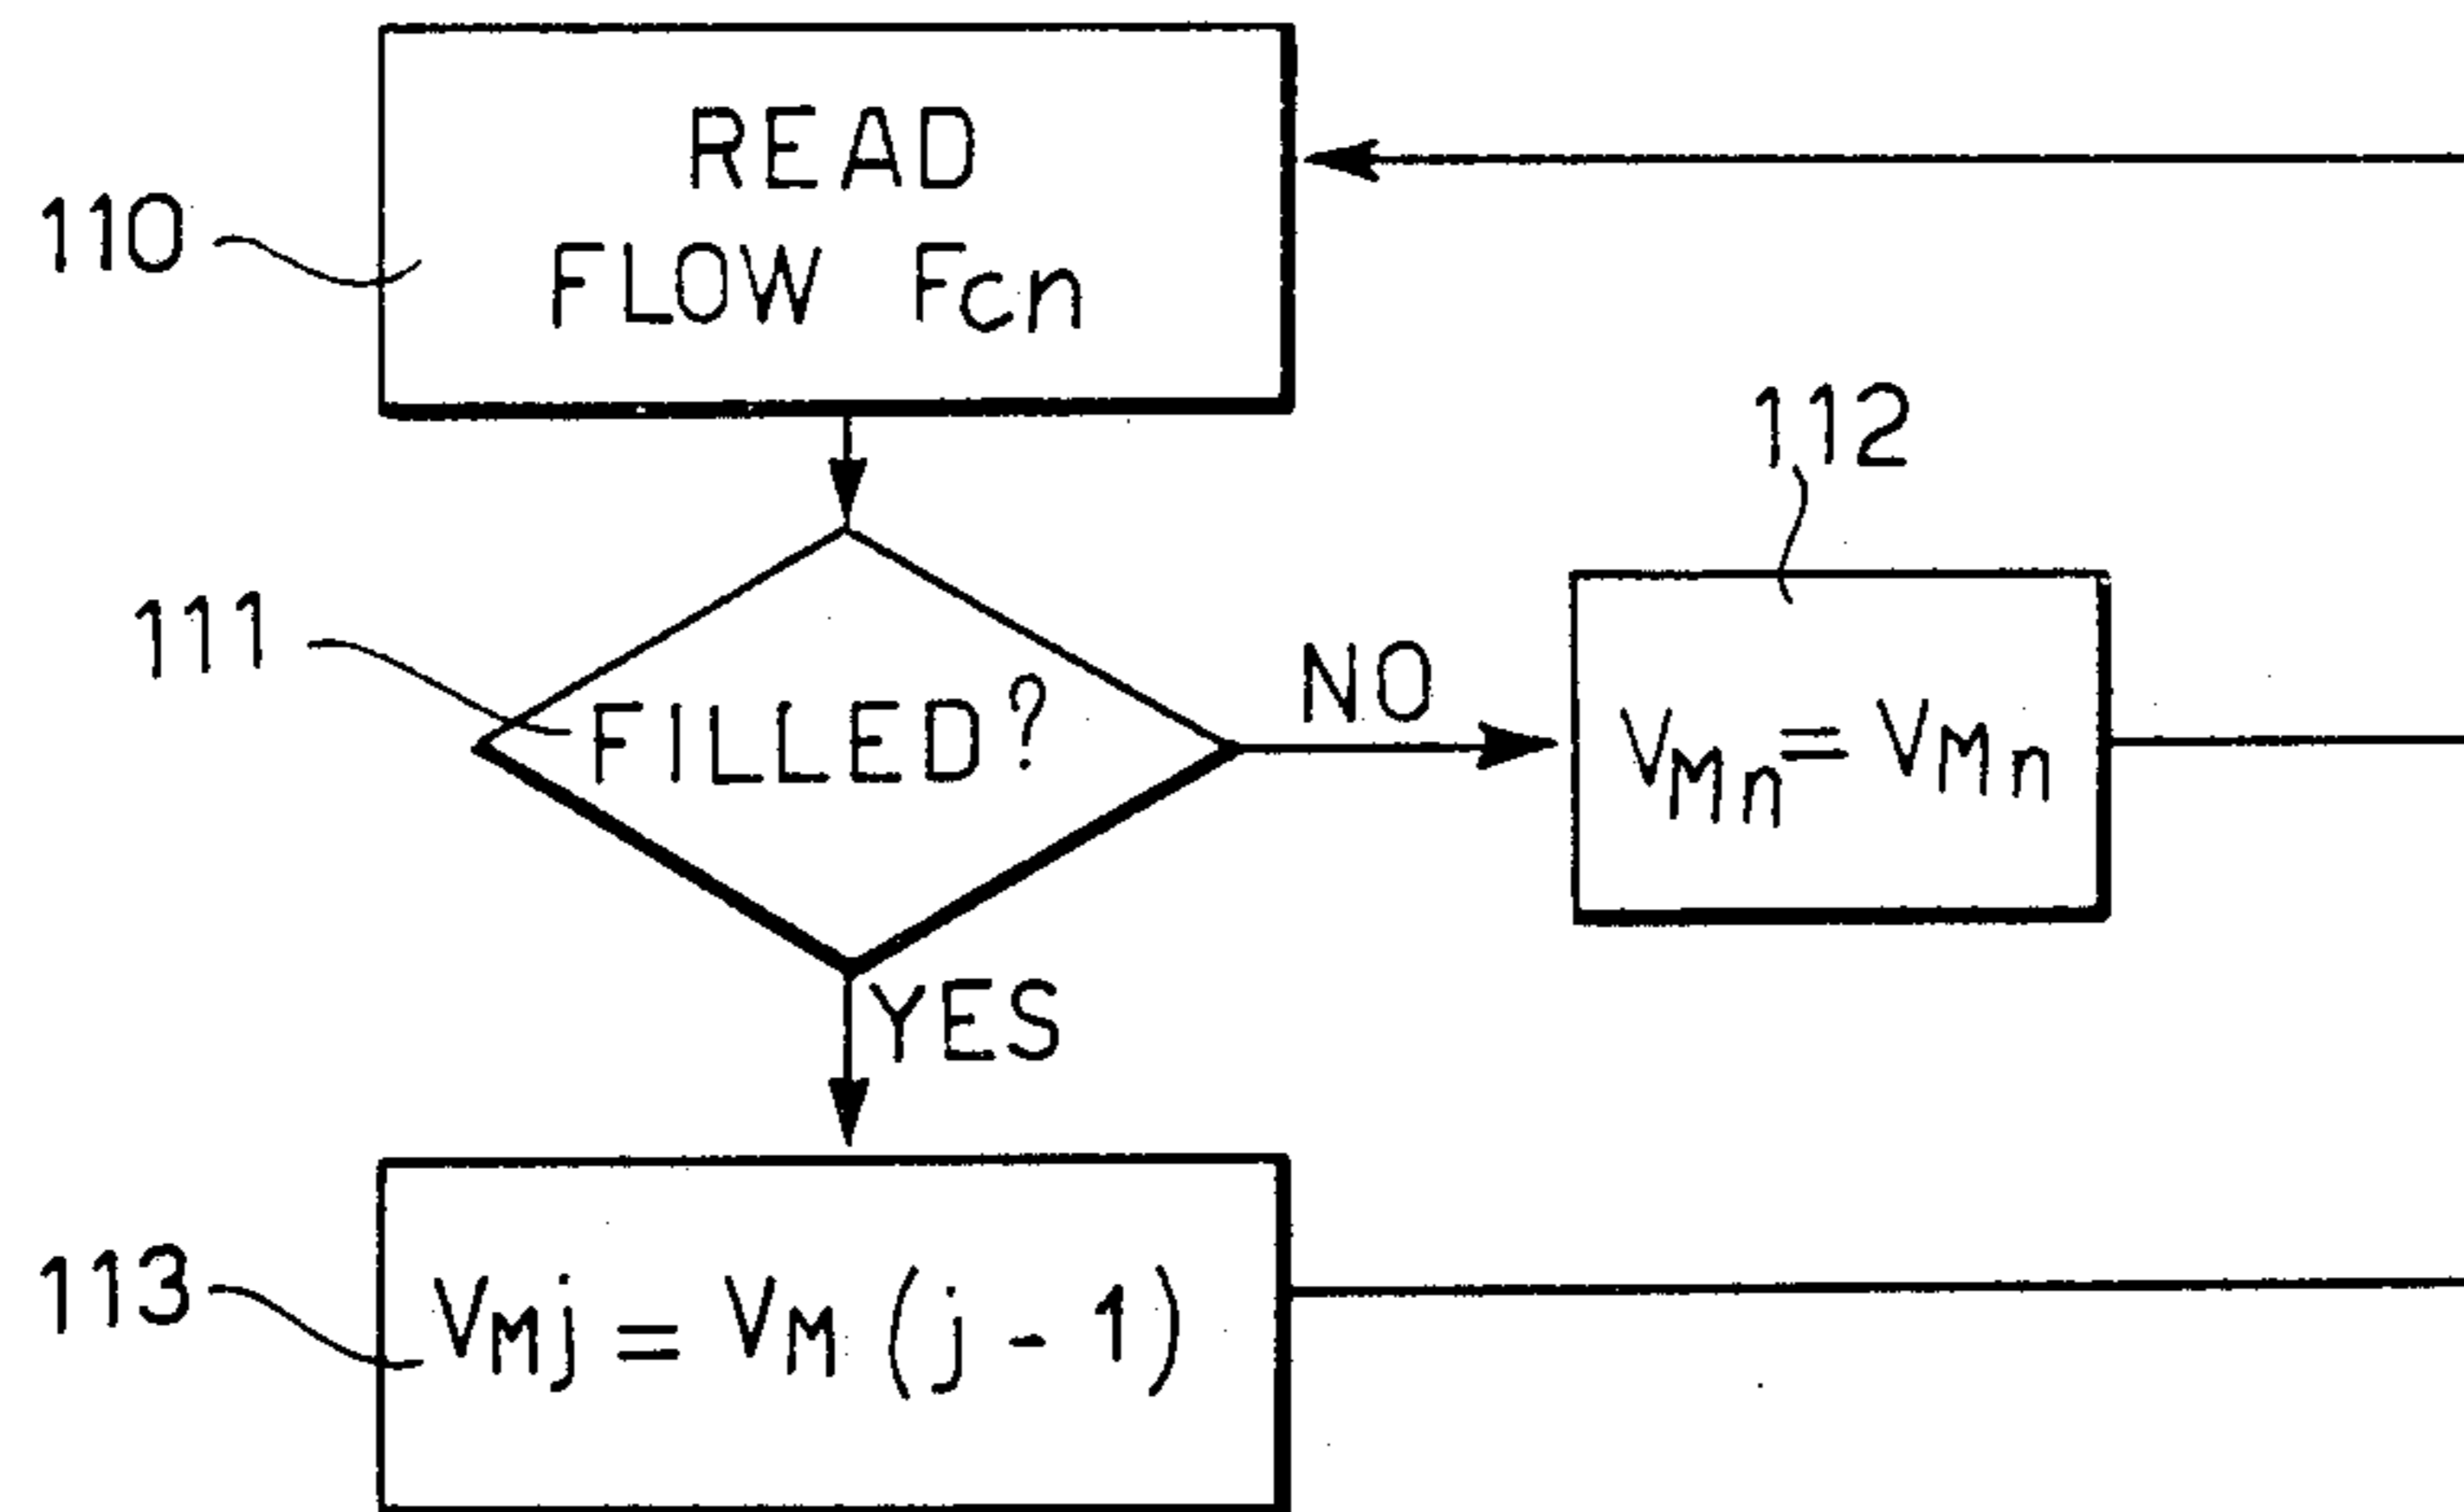 READ
FLOW Fcn
110
112
111
FILLED?
NO
VMn = VMn
YES
113
VMj = VM (j - 1)